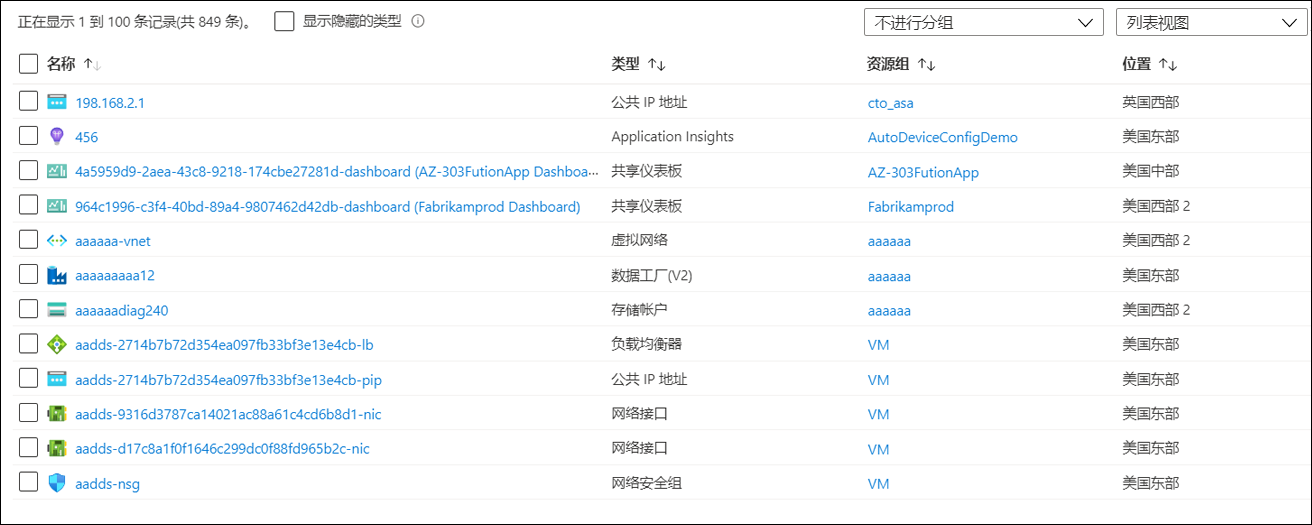 正在显示 1 到 100 条记录(共 849 条)。 显示隐藏的类型 不进行分组 列表视图
名称 ↑↓ 类型 ↑↓ 资源组 ↑↓ 位置 ↑↓
198.168.2.1 公共 IP 地址 cto_asa 英国西部
456 Application Insights AutoDeviceConfigDemo 美国东部
4a5959d9-2aea-43c8-9218-174cbe27281d-dashboard (AZ-303FutionApp Dashboa... 共享仪表板 AZ-303FutionApp 美国中部
964c1996-c3f4-40bd-89a4-9807462d42db-dashboard (Fabrikamprod Dashboard) 共享仪表板 Fabrikamprod 美国西部 2
aaaaaa-vnet 虚拟网络 aaaaaa 美国西部 2
aaaaaaaaa12 数据工厂(V2) aaaaaa 美国东部
aaaaaadiag240 存储帐户 aaaaaa 美国西部 2
aadds-2714b7b72d354ea097fb33bf3e13e4cb-lb 负载均衡器 VM 美国东部
aadds-2714b7b72d354ea097fb33bf3e13e4cb-pip 公共 IP 地址 VM 美国东部
aadds-9316d3787ca14021ac88a61c4cd6b8d1-nic 网络接口 VM 美国东部
aadds-d17c8a1f0f1646c299dc0f88fd965b2c-nic 网络接口 VM 美国东部
aadds-nsg 网络安全组 VM 美国东部